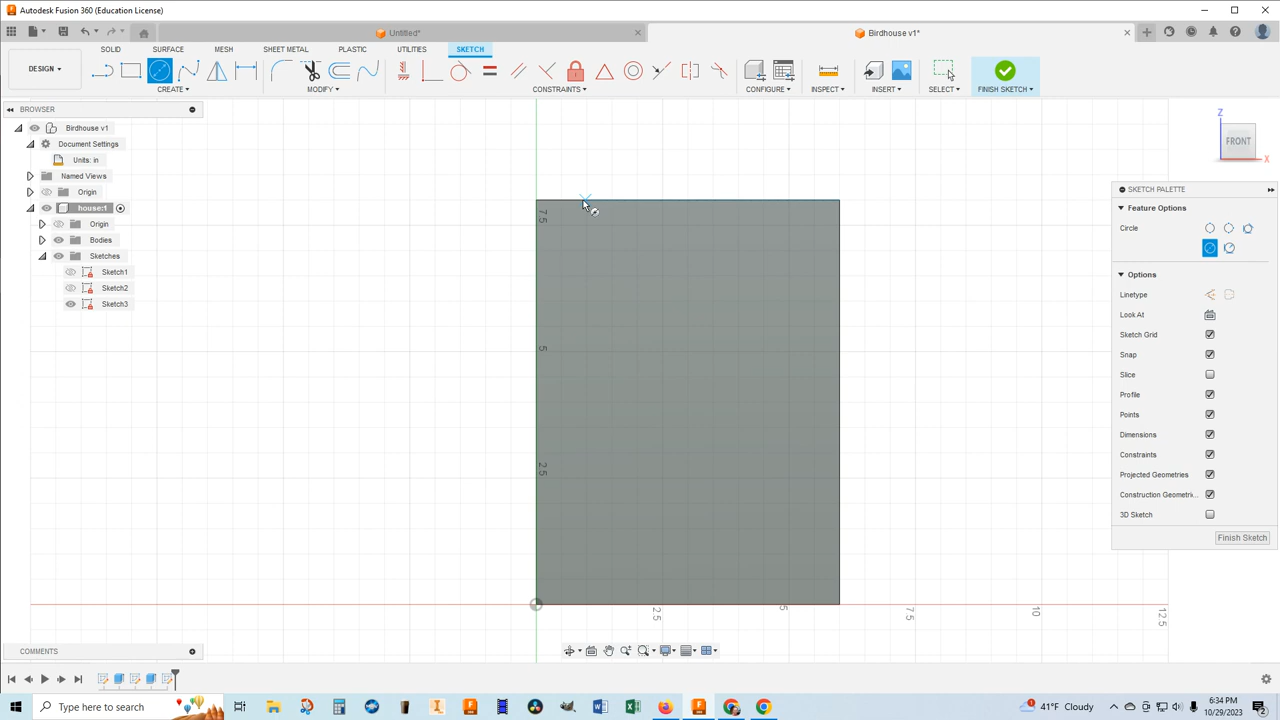 Autodesk Fusion 360 (Education License)
Untitled*
Birdhouse v1*
SOLID
SURFACE
MESH
SHEET METAL
PLASTIC
UTILITIES
SKETCH
DESIGN
CREATE
MODIFY
CONSTRAINTS
CONFIGURE
INSPECT
INSERT
SELECT
FINISH SKETCH
BROWSER
Birdhouse v1
Document Settings
Units: in
Named Views
Origin
house:1
Origin
Bodies
Sketches
Sketch1
Sketch2
Sketch3
7.5
5
2.5
2.5
5
7.5
10
12.5
Z
FRONT
X
SKETCH PALETTE
Feature Options
Circle
Options
Linetype
Look At
Sketch Grid
Snap
Slice
Profile
Points
Dimensions
Constraints
Projected Geometries
Construction Geometri...
3D Sketch
Finish Sketch
COMMENTS
Type here to search
41°F Cloudy
6:34 PM
10/29/2023